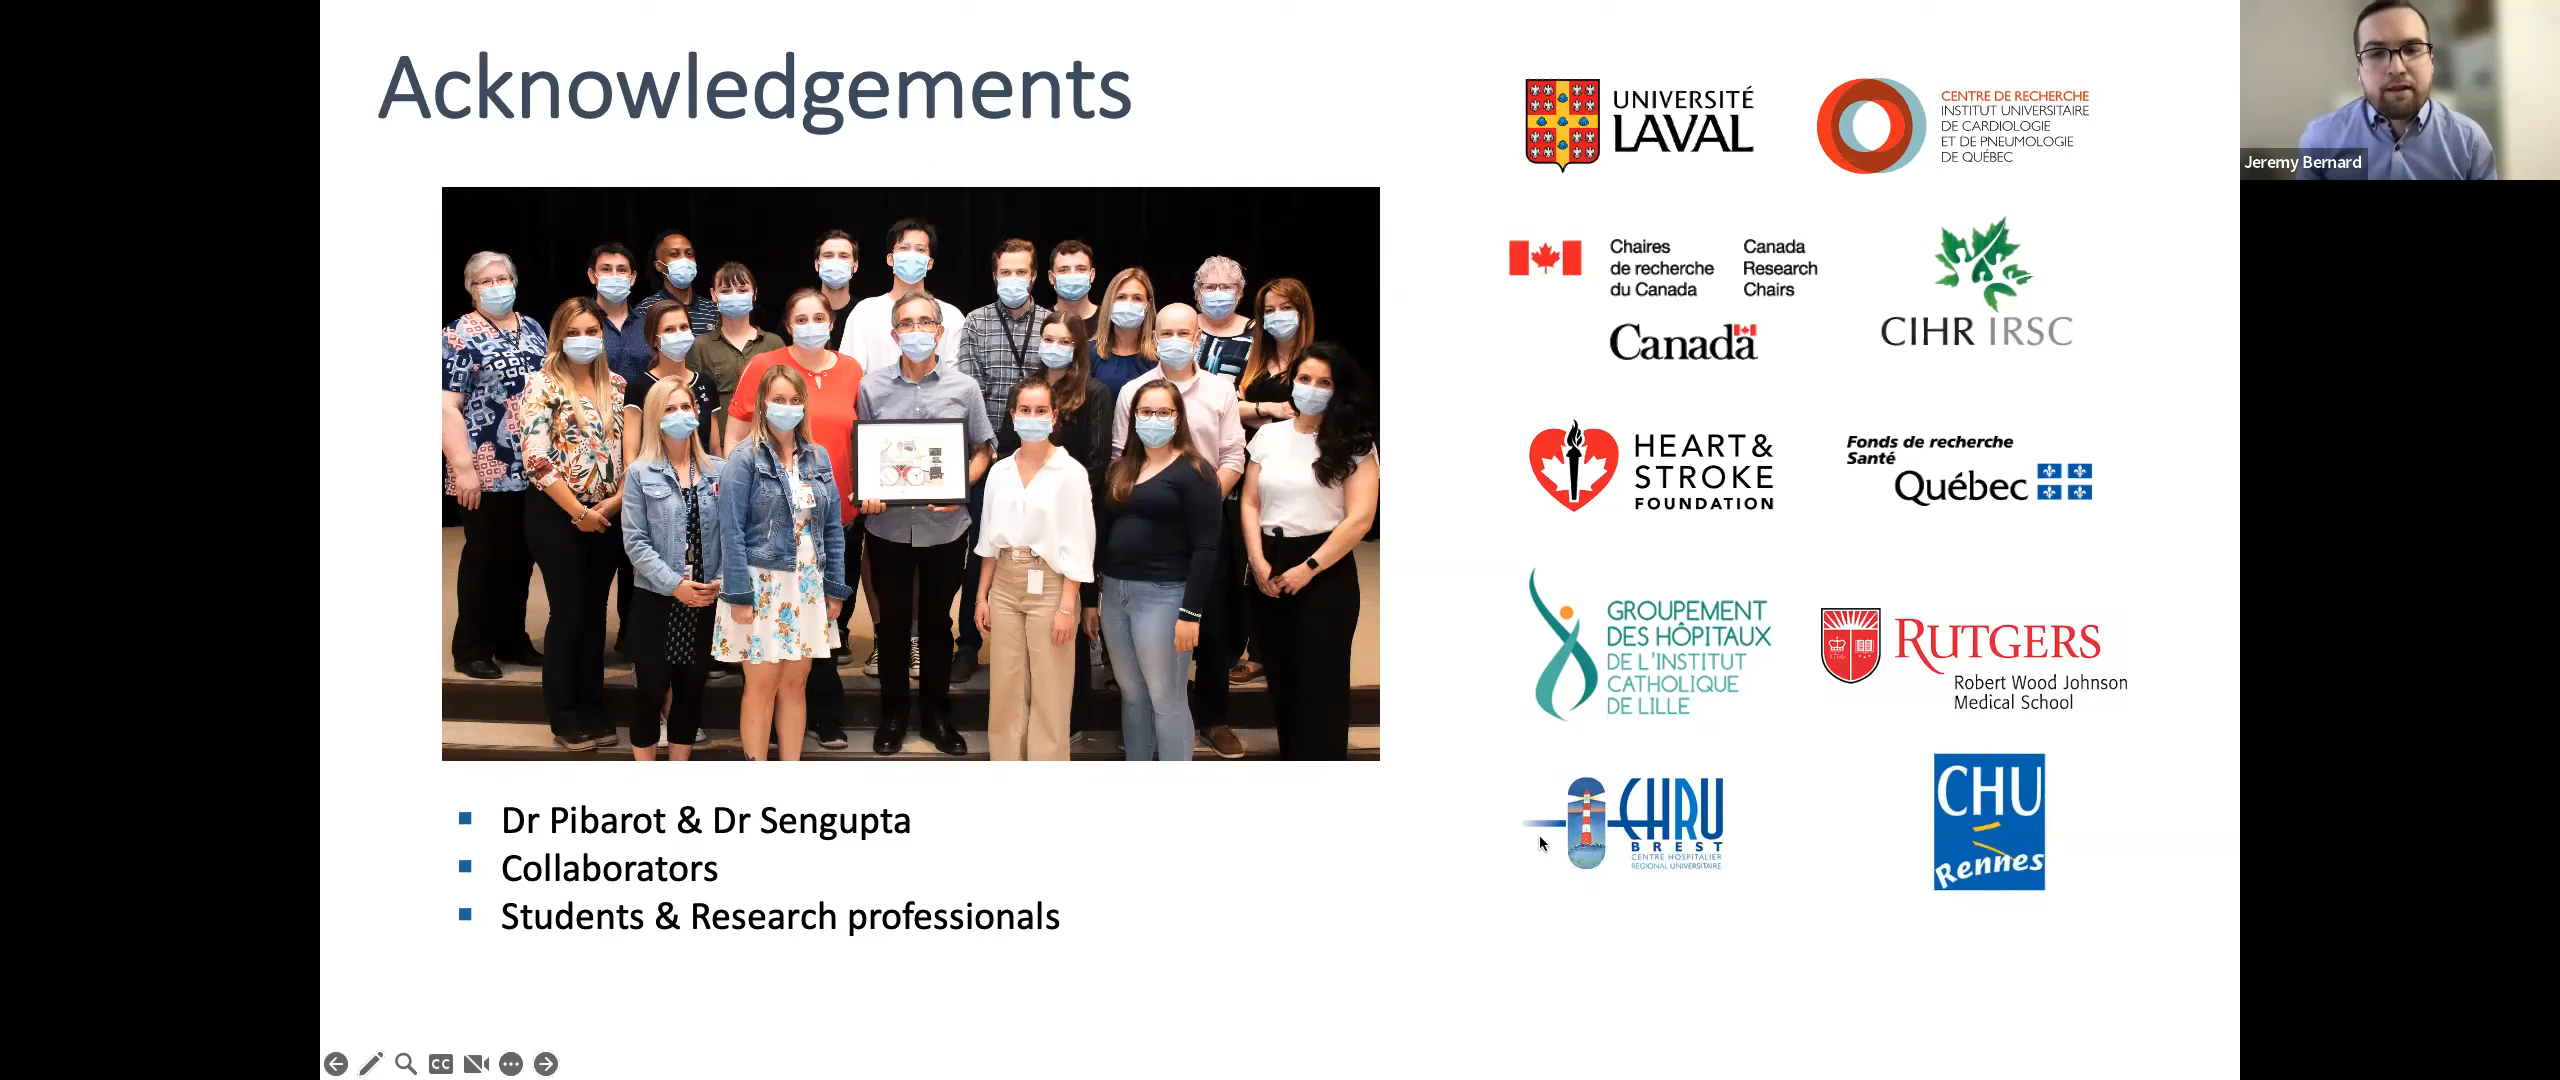 Acknowledgements
UNIVERSITÉ
LAVAL
CENTRE DE RECHERCHE
INSTITUT UNIVERSITAIRE
DE CARDIOLOGIE
ET DE PNEUMOLOGIE
DE QUÉBEC
Jeremy Bernard
Chaires
de recherche
du Canada
Canada
Research
Chairs
Canada
CIHR IRSC
HEART &
STROKE
FOUNDATION
Fonds de recherche
Santé
Québec
GROUPEMENT
DES HÔPITAUX
DE L'INSTITUT
CATHOLIQUE
DE LILLE
1766
RUTGERS
Robert Wood Johnson
Medical School
CHRU
BREST
CENTRE HOSPITALIER
REGIONAL UNIVERSITAIRE
CHU
Rennes
Dr Pibarot & Dr Sengupta
Collaborators
Students & Research professionals
CC